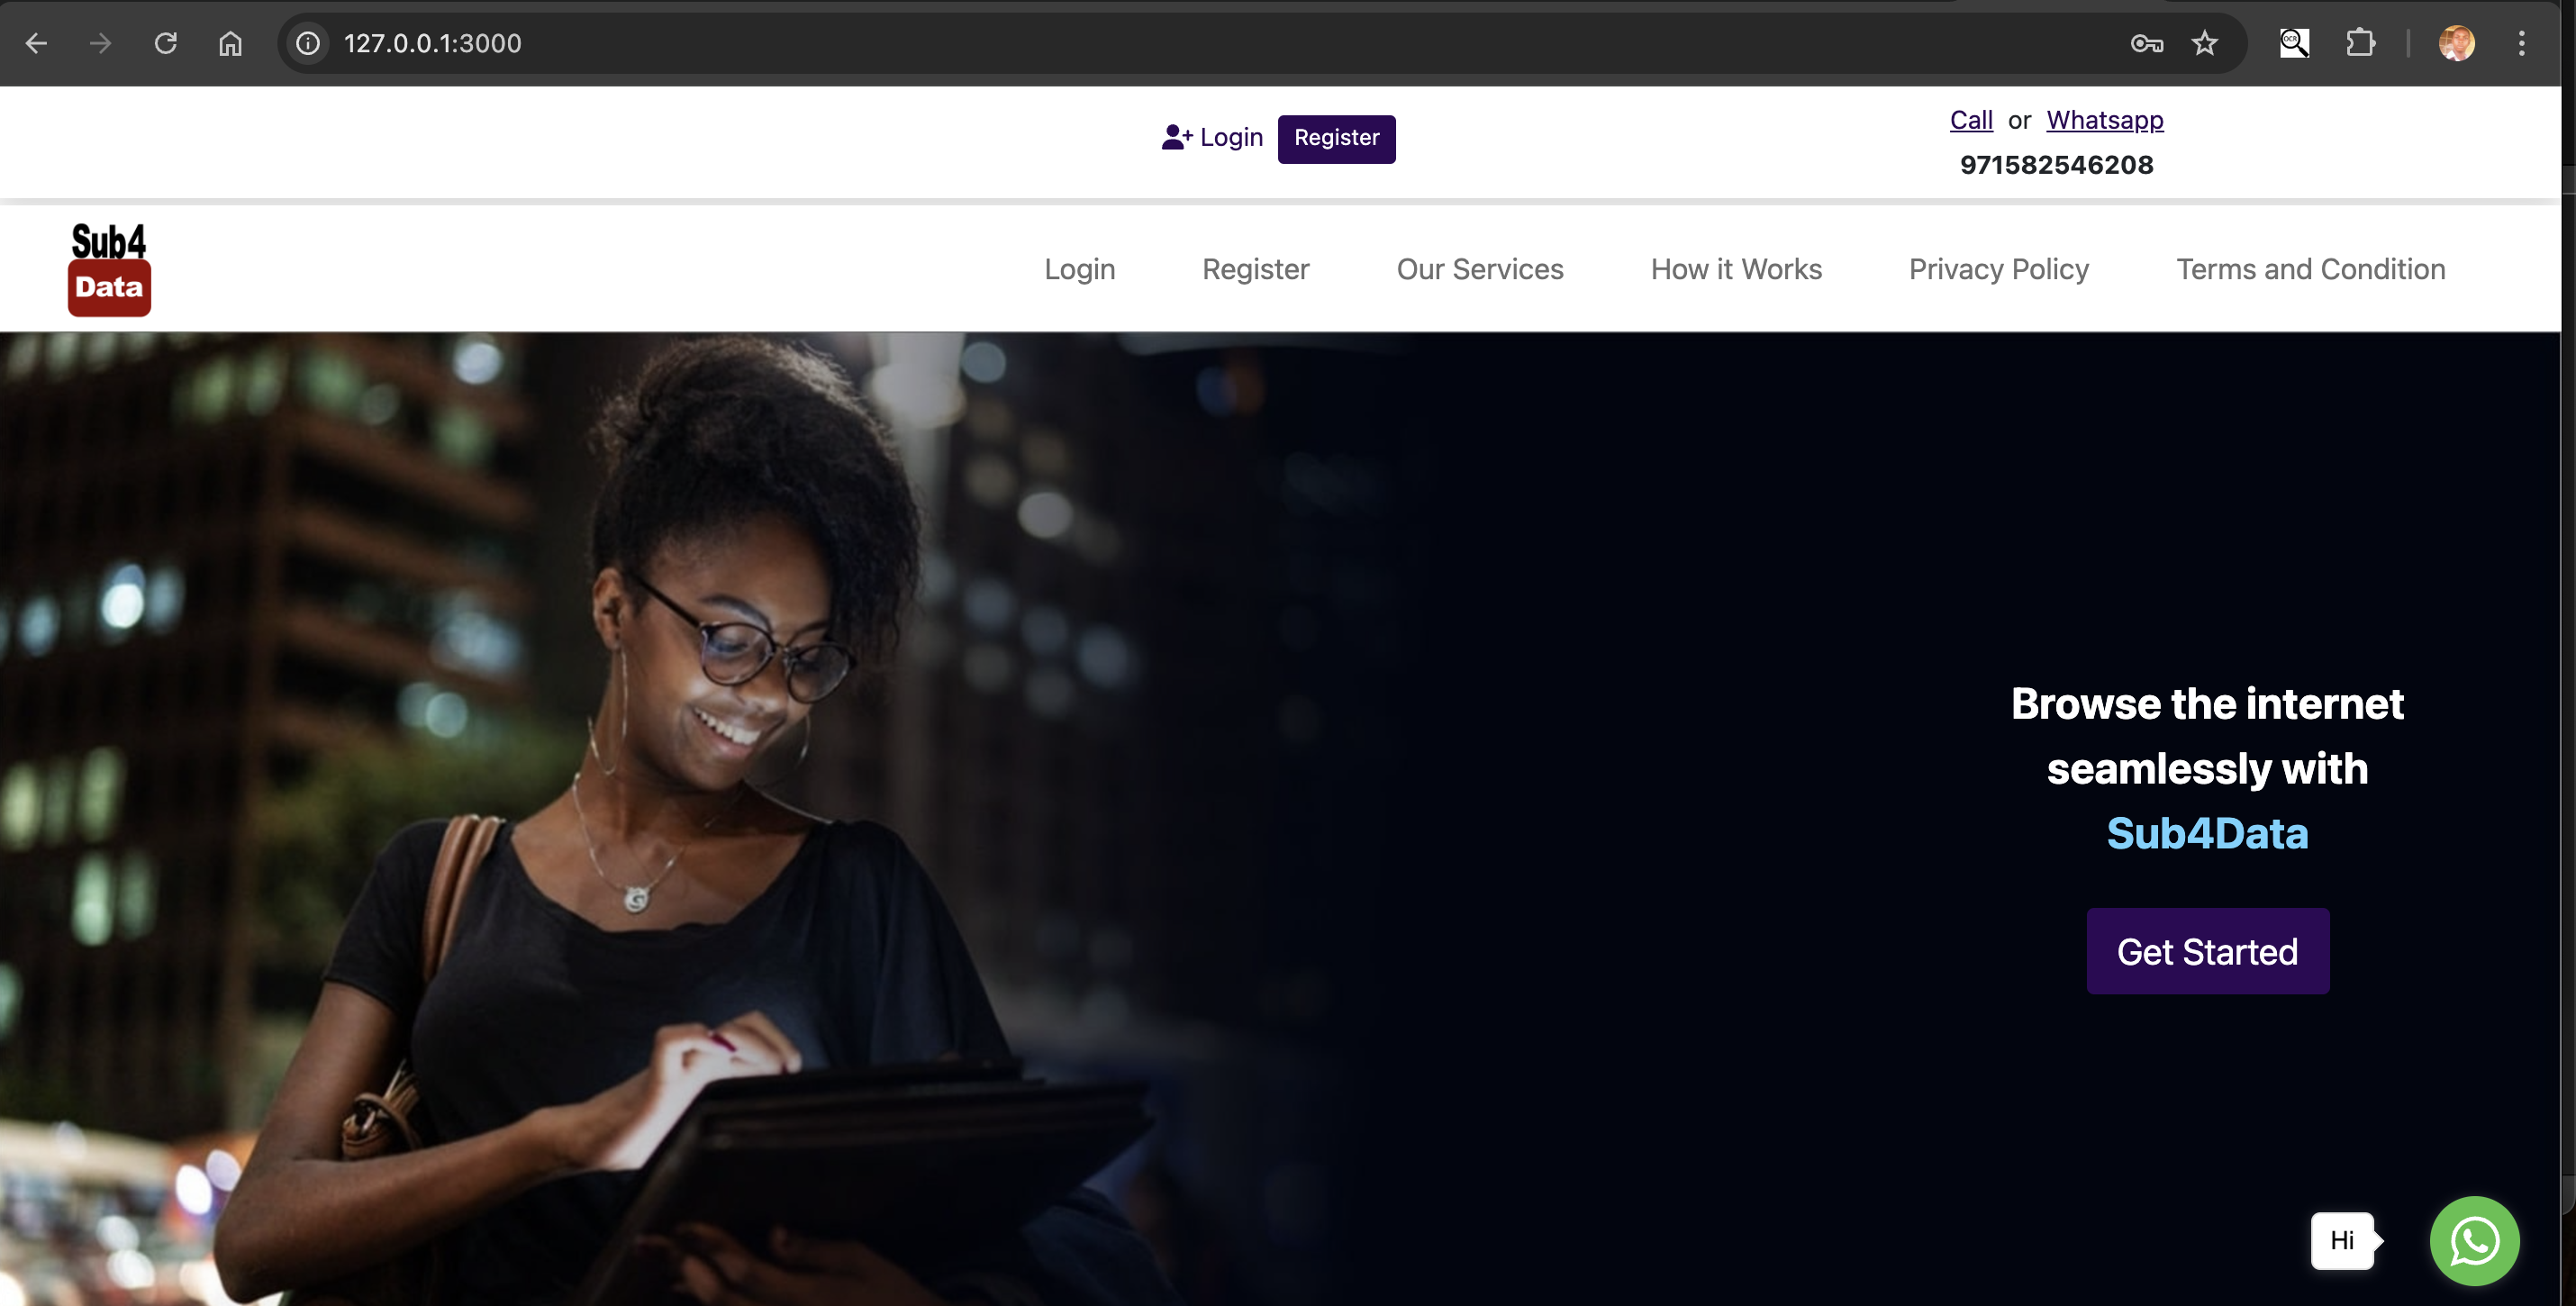 127.0.0.1:3000
OCR
Login Register
Call or Whatsapp
971582546208
Sub4
Data
Login Register Our Services How it Works Privacy Policy Terms and Condition
Browse the internet
seamlessly with
Sub4Data
Get Started
Hi